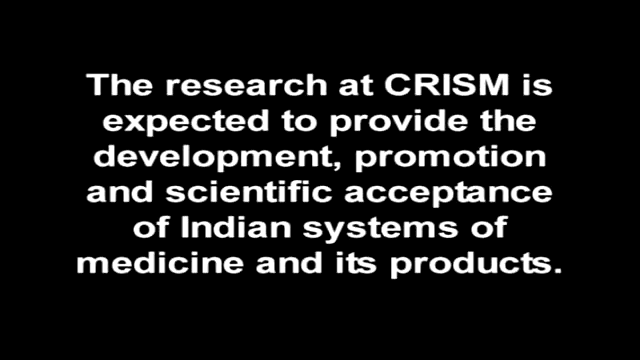 The research at CRISM is
expected to provide the
development, promotion
and scientific acceptance
of Indian systems of
medicine and its products.